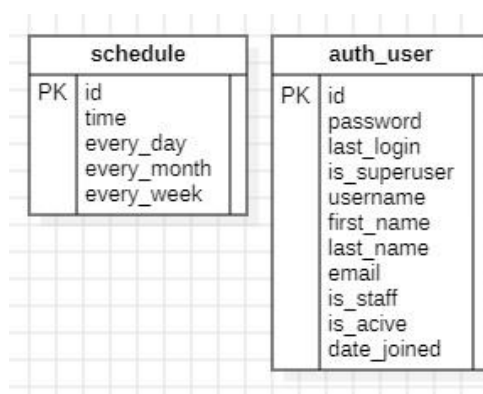 schedule
PK id
time
every_day
every_month
every_week
auth_user
PK id
password
last_login
is_superuser
username
first_name
last_name
email
is_staff
is_acive
date_joined